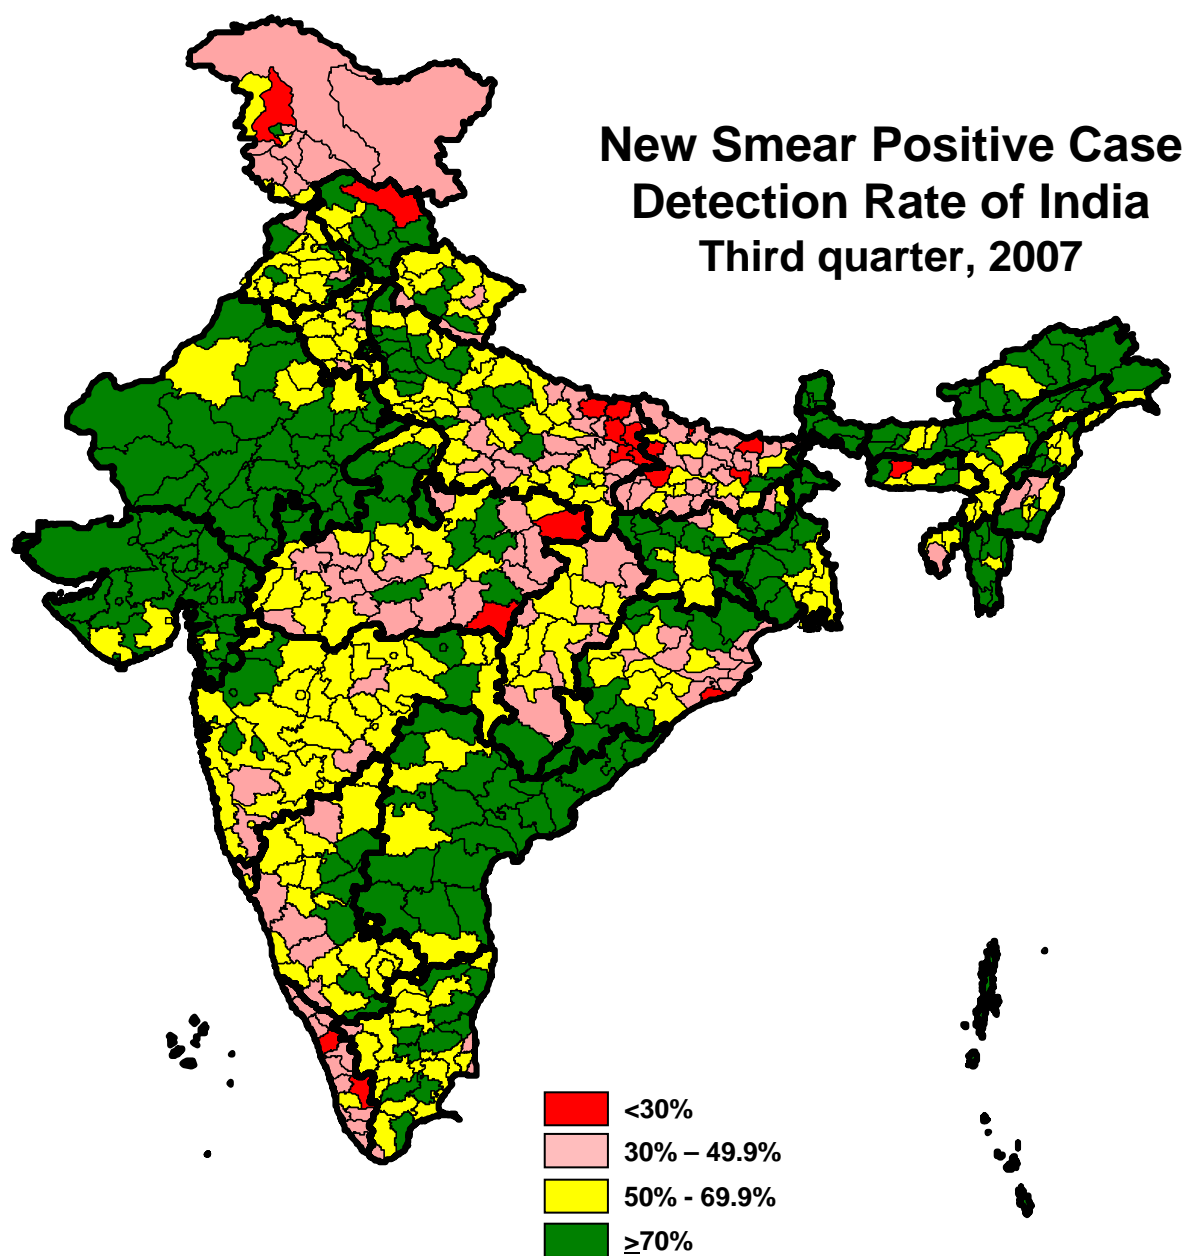 New Smear Positive Case
Detection Rate of India
Third quarter, 2007
<30%
30% – 49.9%
50% - 69.9%
≥70%